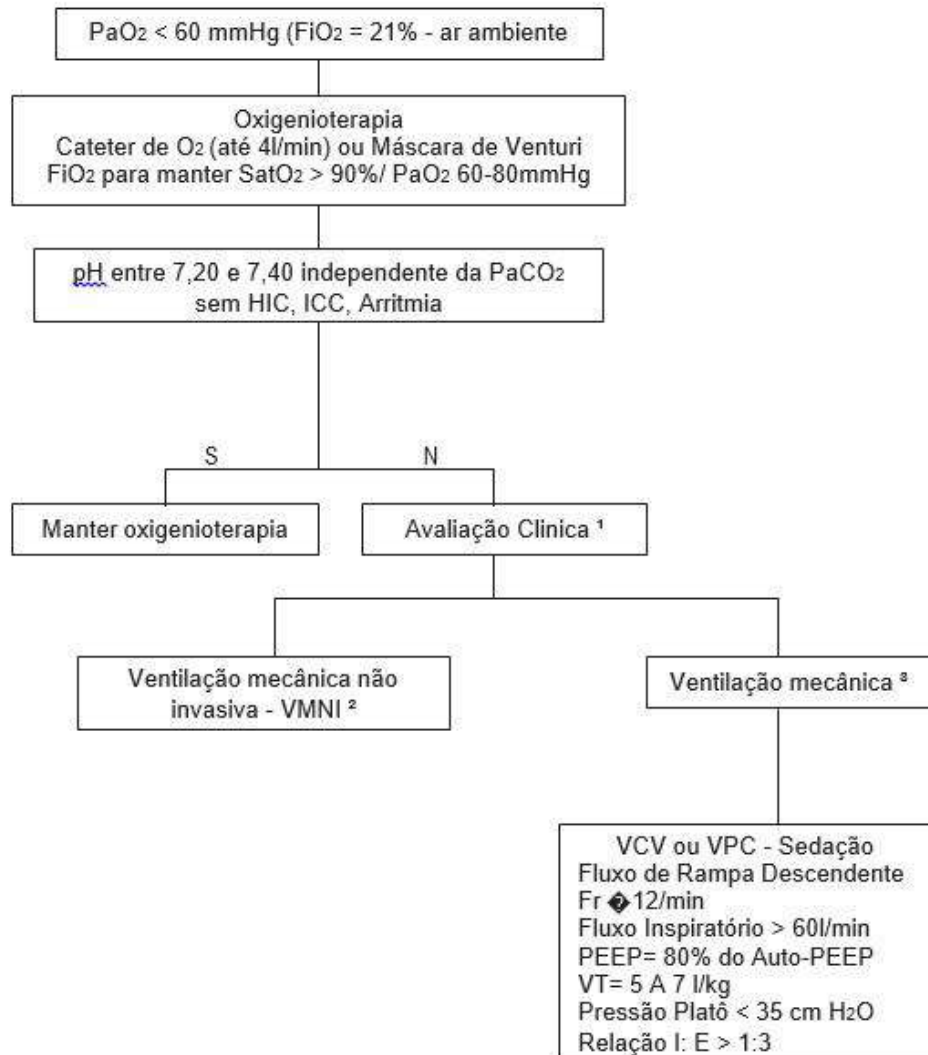 PaO₂ < 60 mmHg (FiO₂ = 21% - ar ambiente
Oxigenioterapia
Cateter de O₂ (até 4l/min) ou Máscara de Venturi
FiO₂ para manter SatO₂ > 90%/ PaO₂ 60-80mmHg
pH entre 7,20 e 7,40 independente da PaCO₂
sem HIC, ICC, Arritmia
S N
Manter oxigenioterapia
Avaliação Clinica ¹
Ventilação mecânica não
invasiva - VMNI ²
Ventilação mecânica ³
VCV ou VPC - Sedação
Fluxo de Rampa Descendente
Fr �12/min
Fluxo Inspiratório > 60l/min
PEEP= 80% do Auto-PEEP
VT= 5 A 7 l/kg
Pressão Platô < 35 cm H₂O
Relação I: E > 1:3